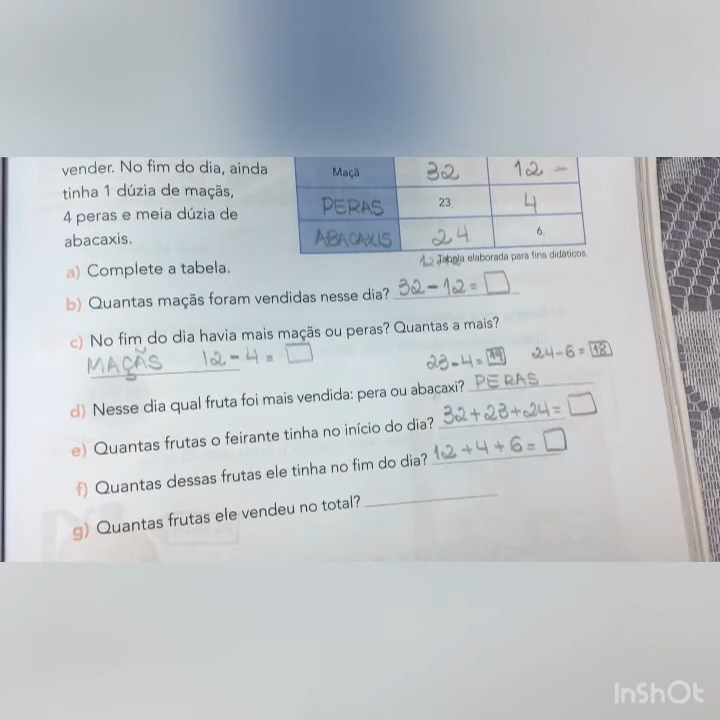 vender. No fim do dia, ainda
tinha 1 dúzia de maçãs,
4 peras e meia dúzia de
abacaxis.
Maçã 32 12 -
PERAS 23 4
ABACAXIS 24 6
Tabela elaborada para fins didáticos.
a) Complete a tabela.
b) Quantas maçãs foram vendidas nesse dia? 32-12=
c) No fim do dia havia mais maçãs ou peras? Quantas a mais?
MAÇÃS 12-4=
23-4=19 24-6=18
d) Nesse dia qual fruta foi mais vendida: pera ou abacaxi? PERAS
e) Quantas frutas o feirante tinha no início do dia? 32+23+24=
f) Quantas dessas frutas ele tinha no fim do dia? 12+4+6=
g) Quantas frutas ele vendeu no total?
InShOt